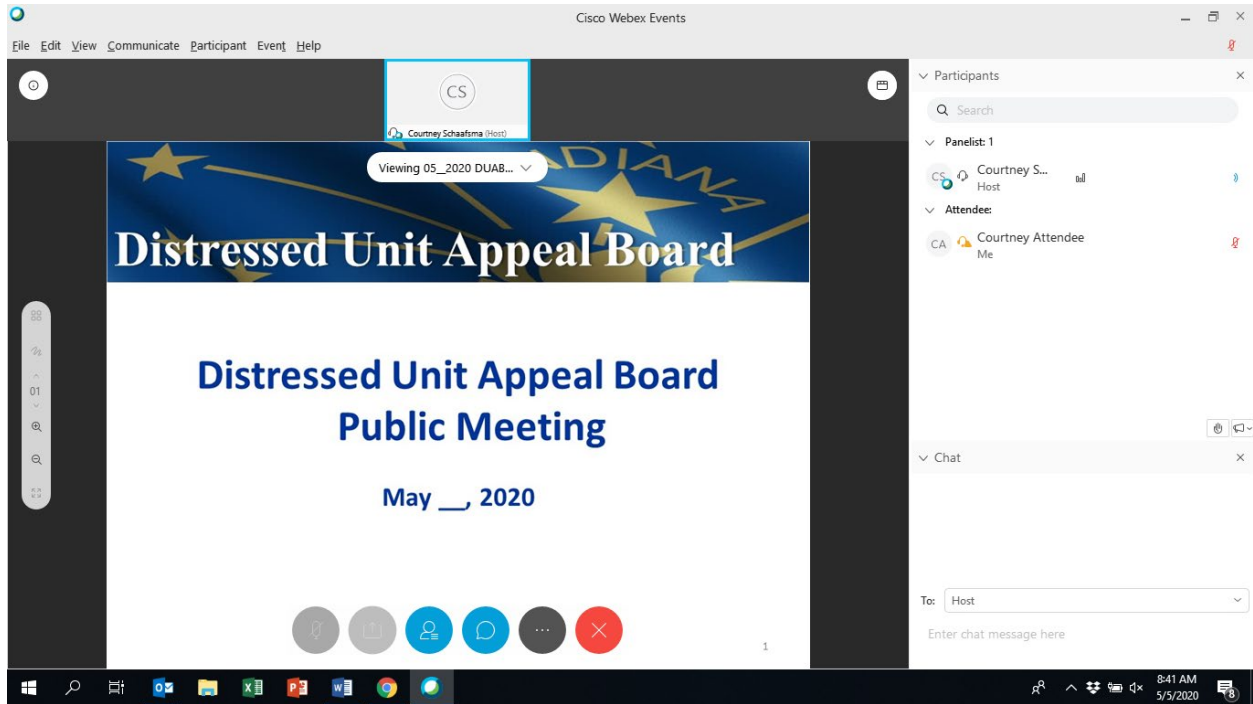 Cisco Webex Events
File Edit View Communicate Participant Event Help
CS
Courtney Schaafsma (Host)
Viewing 05__2020 DUAB...
DIANA
Distressed Unit Appeal Board
Distressed Unit Appeal Board
Public Meeting
May __, 2020
1
01
Participants
Search
Panelist: 1
CS Courtney S...
Host
Attendee:
CA Courtney Attendee
Me
Chat
To: Host
Enter chat message here
8:41 AM
5/5/2020
8